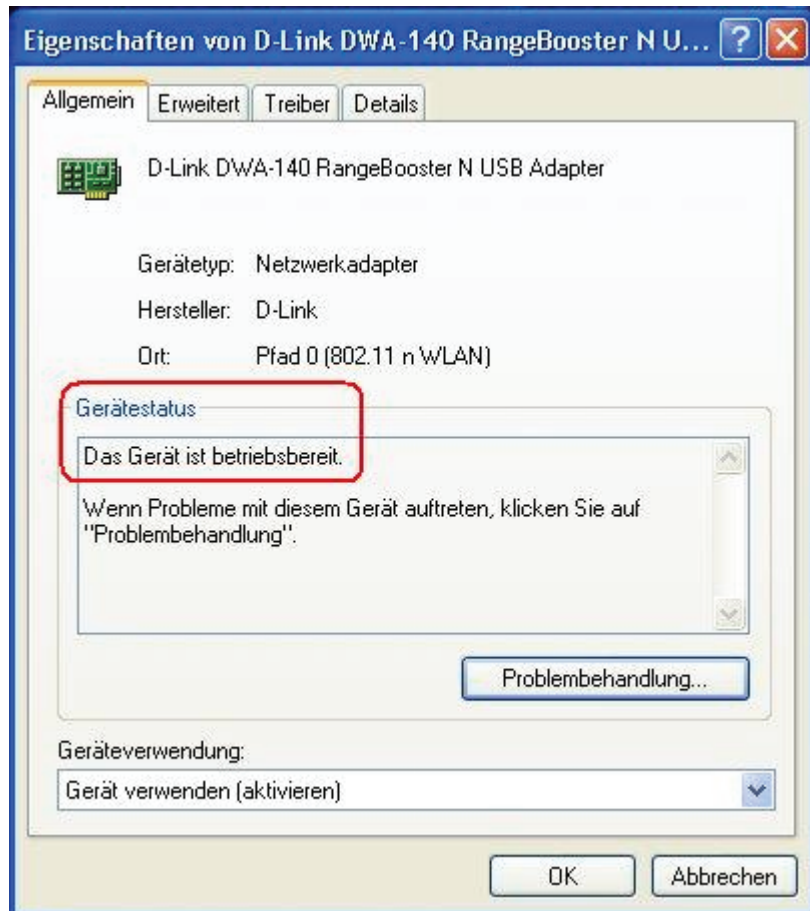 Eigenschaften von D-Link DWA-140 RangeBooster N U...
Allgemein Erweitert Treiber Details
D-Link DWA-140 RangeBooster N USB Adapter
Gerätetyp: Netzwerkadapter
Hersteller: D-Link
Ort: Pfad 0 (802.11 n WLAN)
Gerätestatus
Das Gerät ist betriebsbereit.
Wenn Probleme mit diesem Gerät auftreten, klicken Sie auf
"Problembehandlung".
Problembehandlung...
Geräteverwendung:
Gerät verwenden (aktivieren)
OK Abbrechen